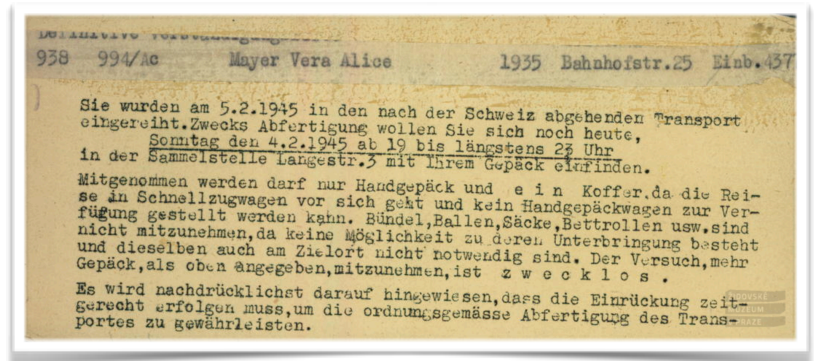 Definitive Verständigung
938 994/Ac Mayer Vera Alice 1935 Bahnhofstr.25 Einb.437
Sie wurden am 5.2.1945 in den nach der Schweiz abgehenden Transport
eingereiht.Zwecks Abfertigung wollen Sie sich noch heute,
Sonntag den 4.2.1945 ab 19 bis längstens 23 Uhr
in der Sammelstelle Langestr.3 mit Ihrem Gepäck einfinden.
Mitgenommen werden darf nur Handgepäck und e i n Koffer.da die Rei-
se in Schnellzugwagen vor sich geht und kein Handgepäckwagen zur Ver-
fügung gestellt werden kann. Bündel,Ballen,Säcke,Bettrollen usw.sind
nicht mitzunehmen,da keine Möglichkeit zu deren Unterbringung besteht
und dieselben auch am Zielort nicht notwendig sind. Der Versuch,mehr
Gepäck,als oben angegeben,mitzunehmen,ist z w e c k l o s .
Es wird nachdrücklichst darauf hingewiesen,dass die Einrückung zeit-
gerecht erfolgen muss,um die ordnungsgemässe Abfertigung des Trans-
portes zu gewährleisten.